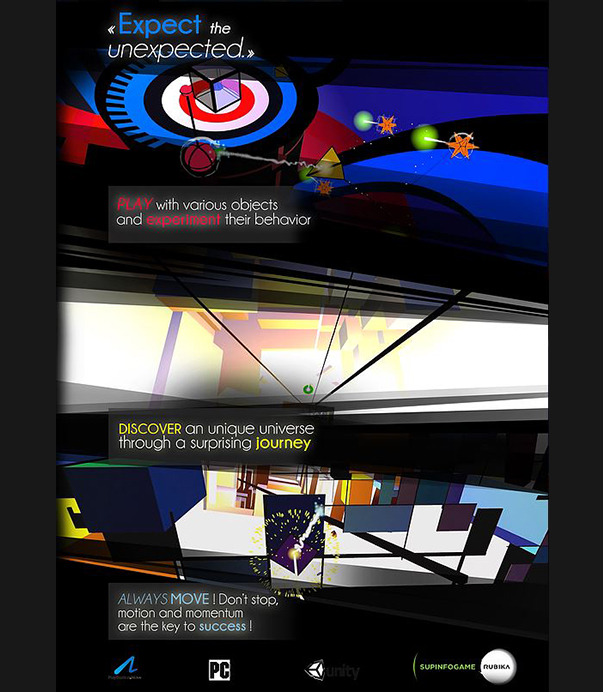 « Expect the
unexpected.»
PLAY with various objects
and experiment their behavior
DISCOVER an unique universe
through a surprising journey
ALWAYS MOVE ! Don't stop,
motion and momentum
are the key to success !
PC
unity
SUPINFOGAME RUBIKA